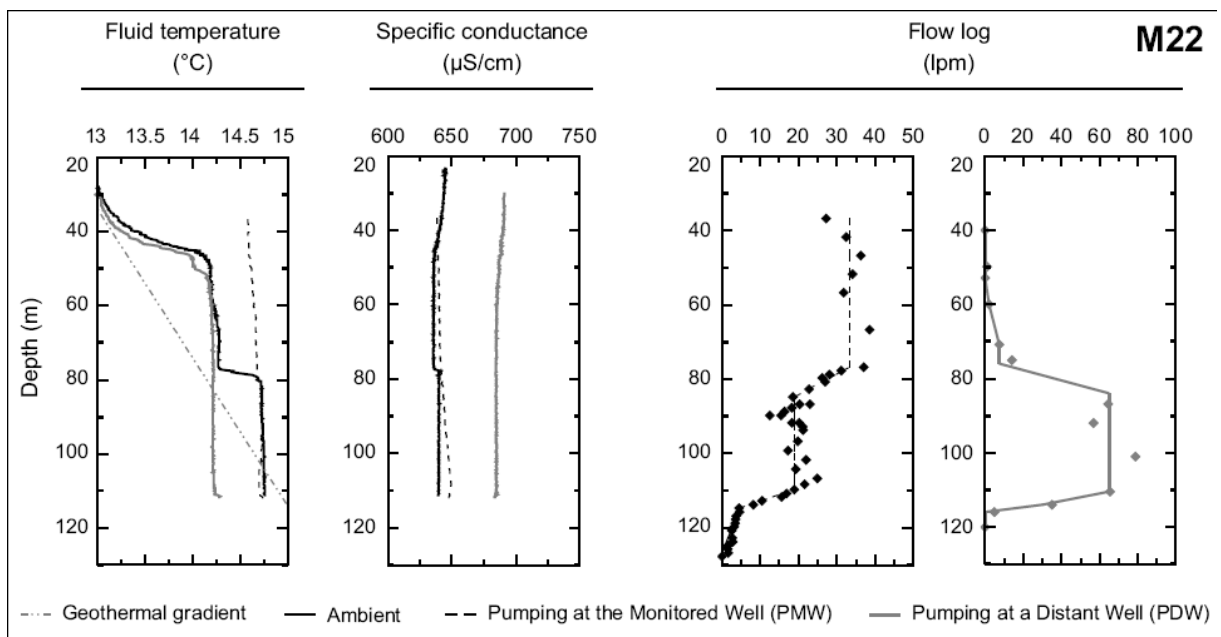 Fluid temperature
(°C)
Specific conductance
(µS/cm)
Flow log
(lpm)
M22
13 13.5 14 14.5 15
600 650 700 750
0 10 20 30 40 50
0 20 40 60 80 100
Depth (m)
20
40
60
80
100
120
20
40
60
80
100
120
20
40
60
80
100
120
20
40
60
80
100
120
Geothermal gradient
Ambient
Pumping at the Monitored Well (PMW)
Pumping at a Distant Well (PDW)